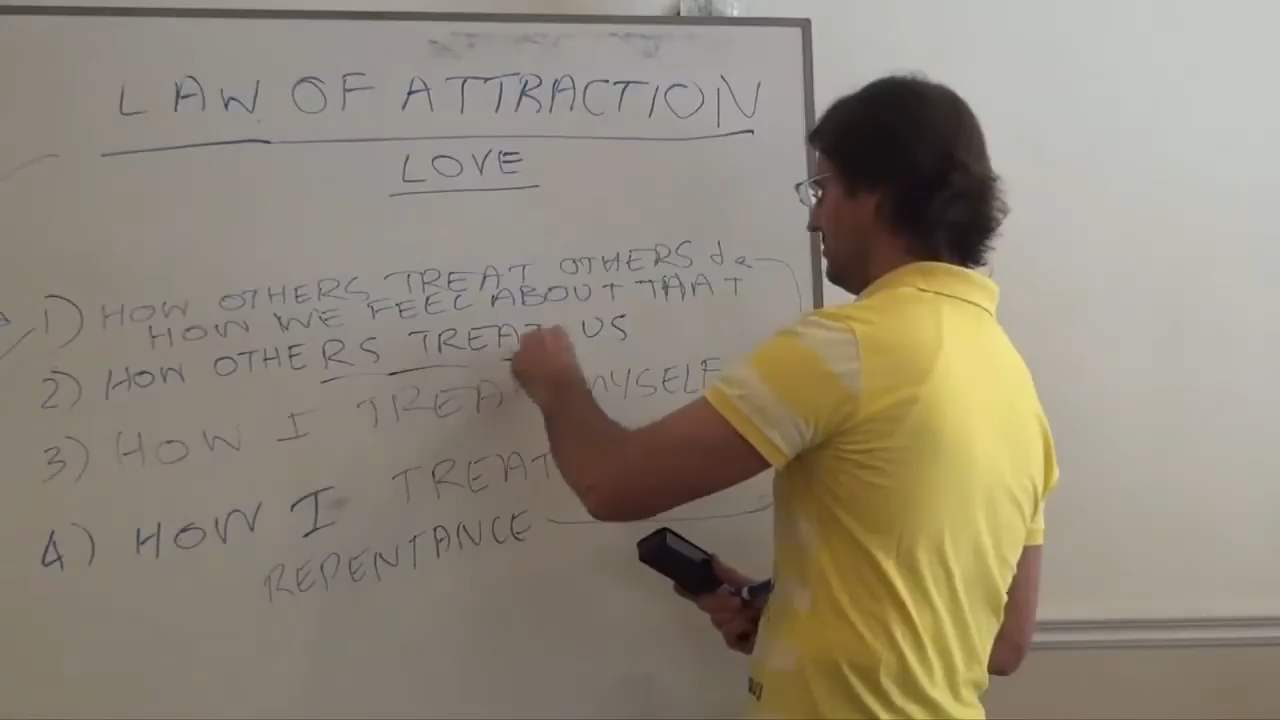 LAW OF ATTRACTION
LOVE
1) HOW OTHERS TREAT OTHERS &
HOW WE FEEL ABOUT THAT
2) HOW OTHERS TREAT US
3) HOW I TREAT MYSELF
4) HOW I TREAT
REPENTANCE